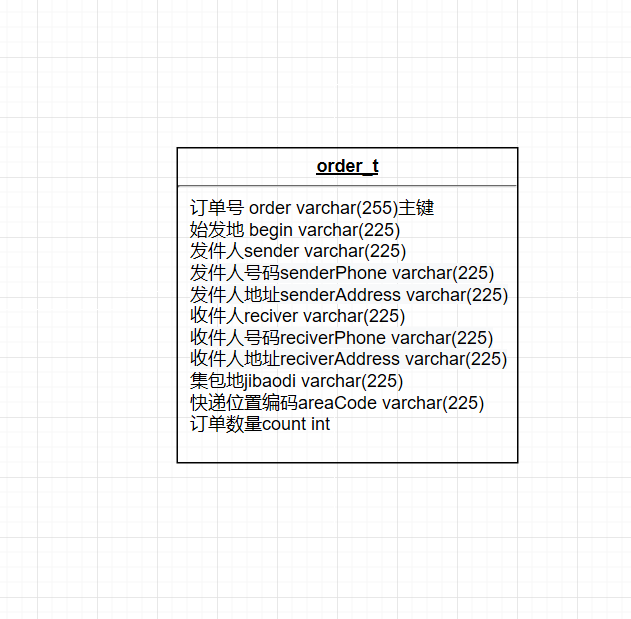 order_t
订单号 order varchar(255)主键
始发地 begin varchar(225)
发件人sender varchar(225)
发件人号码senderPhone varchar(225)
发件人地址senderAddress varchar(225)
收件人reciver varchar(225)
收件人号码reciverPhone varchar(225)
收件人地址reciverAddress varchar(225)
集包地jibaodi varchar(225)
快递位置编码areaCode varchar(225)
订单数量count int